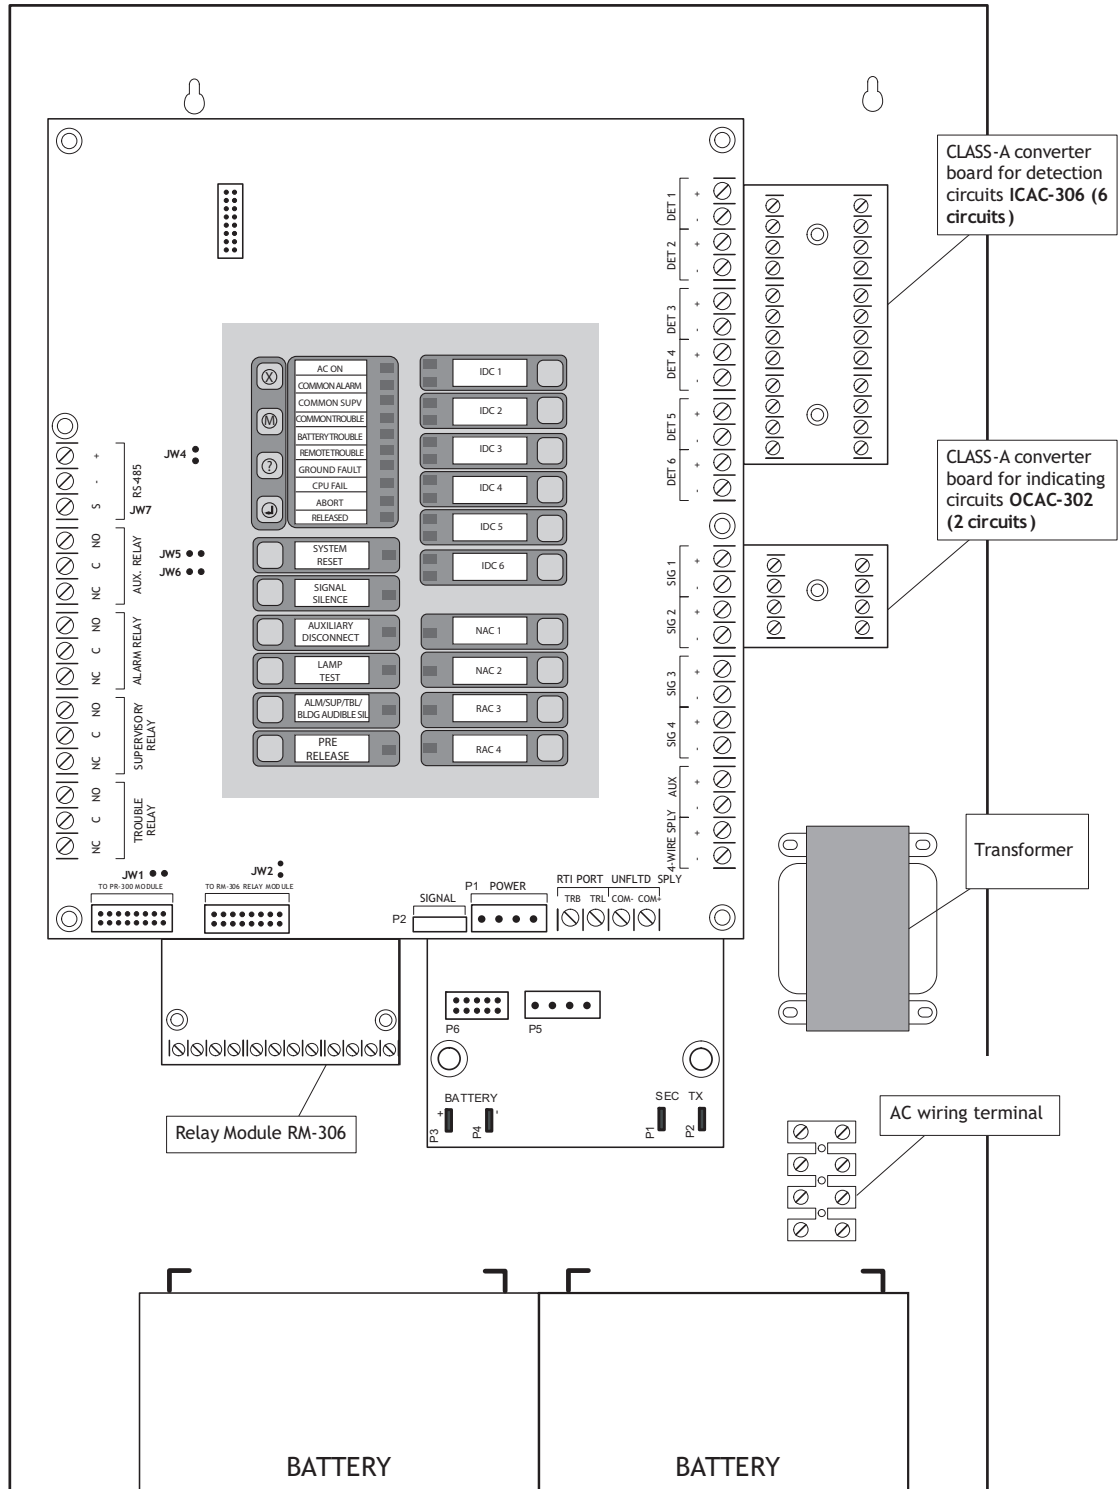 CLASS-A converter
board for detection
circuits ICAC-306 (6
circuits)
DET 1
+
-
DET 2
+
-
DET 3
+
-
DET 4
+
-
DET 5
+
-
DET 6
+
-
X
M
?
AC ON
COMMON ALARM
COMMON SUPV
COMMON TROUBLE
BATTERY TROUBLE
REMOTE TROUBLE
GROUND FAULT
CPU FAIL
ABORT
RELEASED
IDC 1
IDC 2
IDC 3
IDC 4
IDC 5
IDC 6
SYSTEM
RESET
SIGNAL
SILENCE
AUXILIARY
DISCONNECT
LAMP
TEST
ALM/SUP/TBL/
BLDG AUDIBLE SIL
PRE
RELEASE
NAC 1
NAC 2
RAC 3
RAC 4
JW4
+
-
S
RS-485
JW7
JW5
JW6
NO
C
NC
AUX. RELAY
NO
C
NC
ALARM RELAY
NO
C
NC
SUPERVISORY
RELAY
NO
C
NC
TROUBLE
RELAY
CLASS-A converter
board for indicating
circuits OCAC-302
(2 circuits)
SIG 1
+
-
SIG 2
+
-
SIG 3
+
-
SIG 4
+
-
AUX
+
-
4-WIRE SPLY
+
-
Transformer
JW1
TO PR-300 MODULE
JW2
TO RM-306 RELAY MODULE
SIGNAL
P2
P1 POWER
RTI PORT UNFLTD SPLY
TRB TRL COM- COM+
P6
P5
BATTERY
+
-
P3
P4
SEC TX
P1
P2
Relay Module RM-306
AC wiring terminal
BATTERY
BATTERY